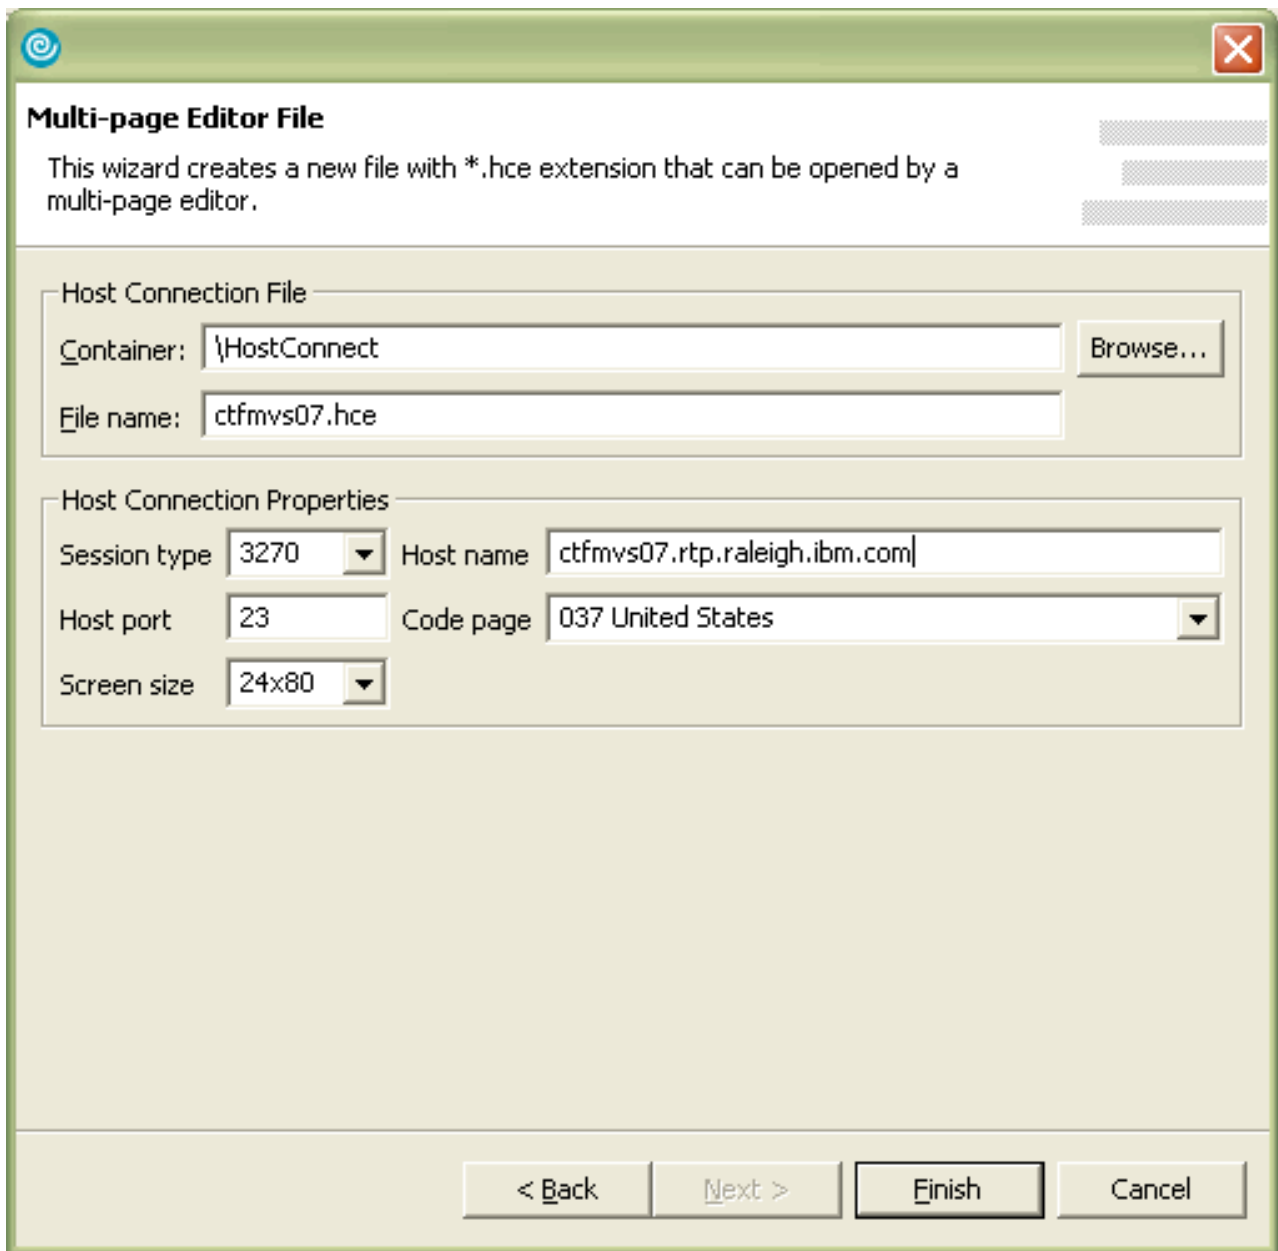 Multi-page Editor File
This wizard creates a new file with *.hce extension that can be opened by a
multi-page editor.
Host Connection File
Container: \HostConnect Browse...
File name: ctfmvs07.hce
Host Connection Properties
Session type 3270 Host name ctfmvs07.rtp.raleigh.ibm.com
Host port 23 Code page 037 United States
Screen size 24x80
< Back Next > Finish Cancel